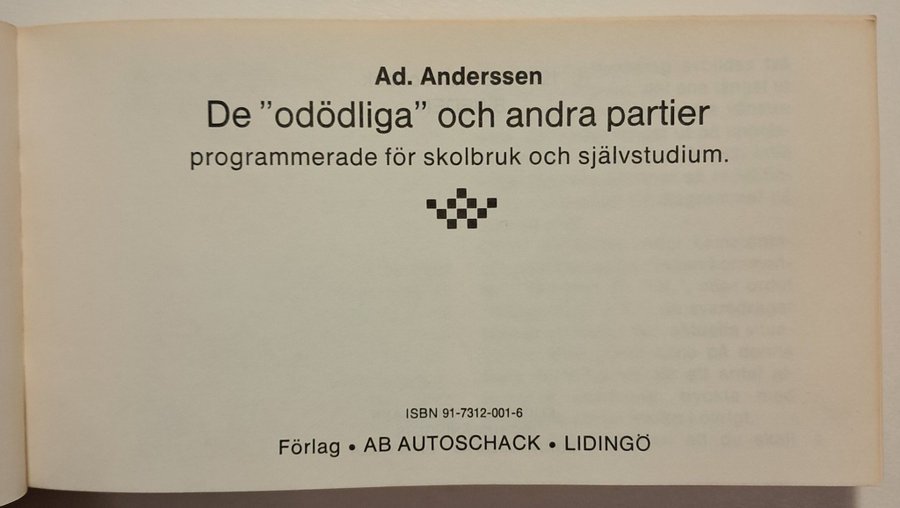 Ad. Anderssen
De ”odödliga” och andra partier
programmerade för skolbruk och självstudium.
ISBN 91-7312-001-6
Förlag • AB AUTOSCHACK • LIDINGÖ